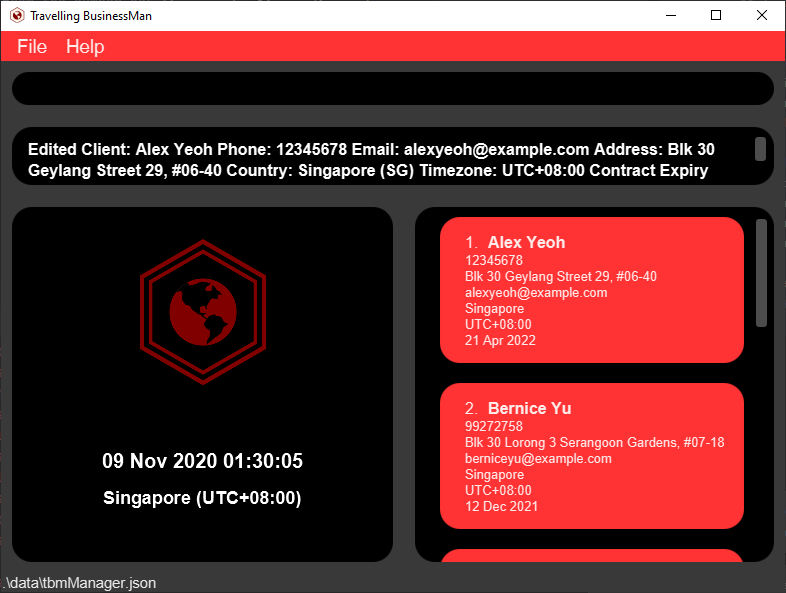 Travelling BusinessMan
File Help
Edited Client: Alex Yeoh Phone: 12345678 Email: alexyeoh@example.com Address: Blk 30
Geylang Street 29, #06-40 Country: Singapore (SG) Timezone: UTC+08:00 Contract Expiry
09 Nov 2020 01:30:05
Singapore (UTC+08:00)
1. Alex Yeoh
12345678
Blk 30 Geylang Street 29, #06-40
alexyeoh@example.com
Singapore
UTC+08:00
21 Apr 2022
2. Bernice Yu
99272758
Blk 30 Lorong 3 Serangoon Gardens, #07-18
berniceyu@example.com
Singapore
UTC+08:00
12 Dec 2021
.\data\tbmManager.json